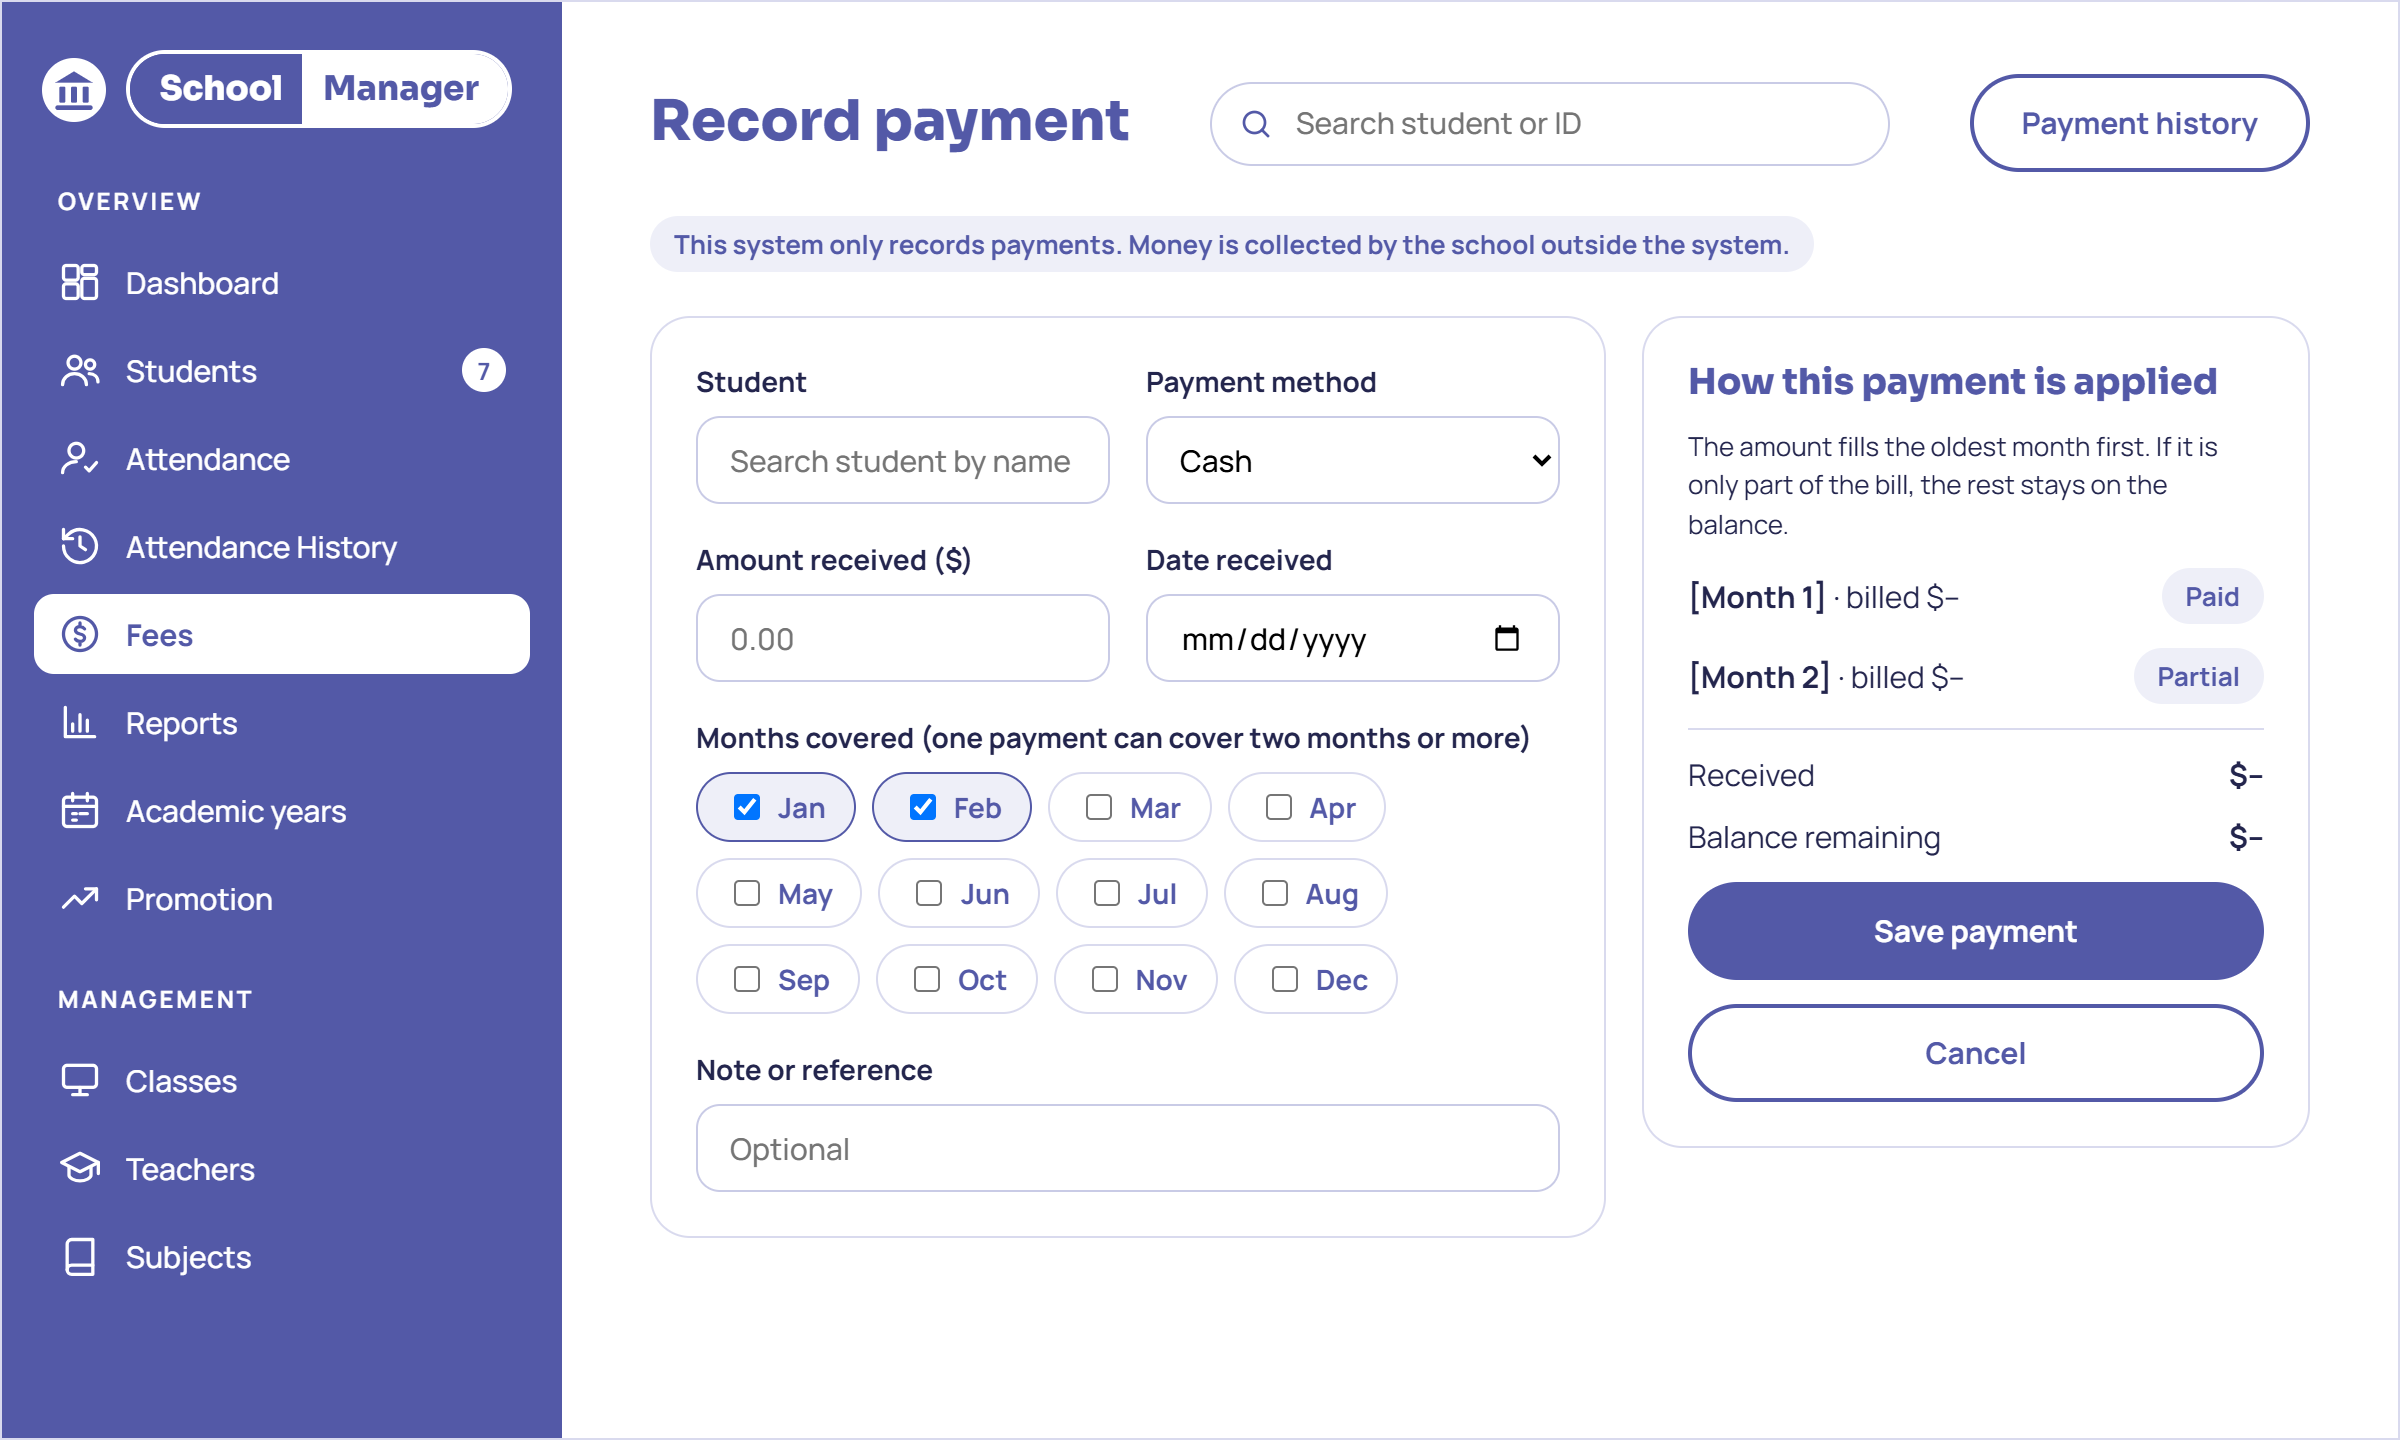 School Manager
OVERVIEW
Dashboard
Students 7
Attendance
Attendance History
Fees
Reports
Academic years
Promotion
MANAGEMENT
Classes
Teachers
Subjects
Record payment
Search student or ID
Payment history
This system only records payments. Money is collected by the school outside the system.
Student
Search student by name
Payment method
Cash
Amount received ($)
0.00
Date received
mm/dd/yyyy
Months covered (one payment can cover two months or more)
Jan Feb Mar Apr
May Jun Jul Aug
Sep Oct Nov Dec
Note or reference
Optional
How this payment is applied
The amount fills the oldest month first. If it is
only part of the bill, the rest stays on the
balance.
[Month 1] · billed $– Paid
[Month 2] · billed $– Partial
Received $–
Balance remaining $–
Save payment
Cancel